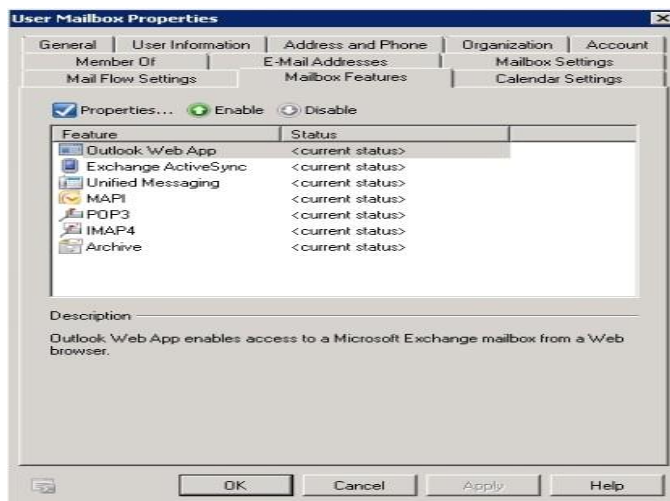 User Mailbox Properties
General User Information Address and Phone Organization Account
Member Of E-Mail Addresses Mailbox Settings
Mail Flow Settings Mailbox Features Calendar Settings
Properties... Enable Disable
Feature Status
Outlook Web App <current status>
Exchange ActiveSync <current status>
Unified Messaging <current status>
MAPI <current status>
POP3 <current status>
IMAP4 <current status>
Archive <current status>
Description
Outlook Web App enables access to a Microsoft Exchange mailbox from a Web
browser.
OK Cancel Apply Help